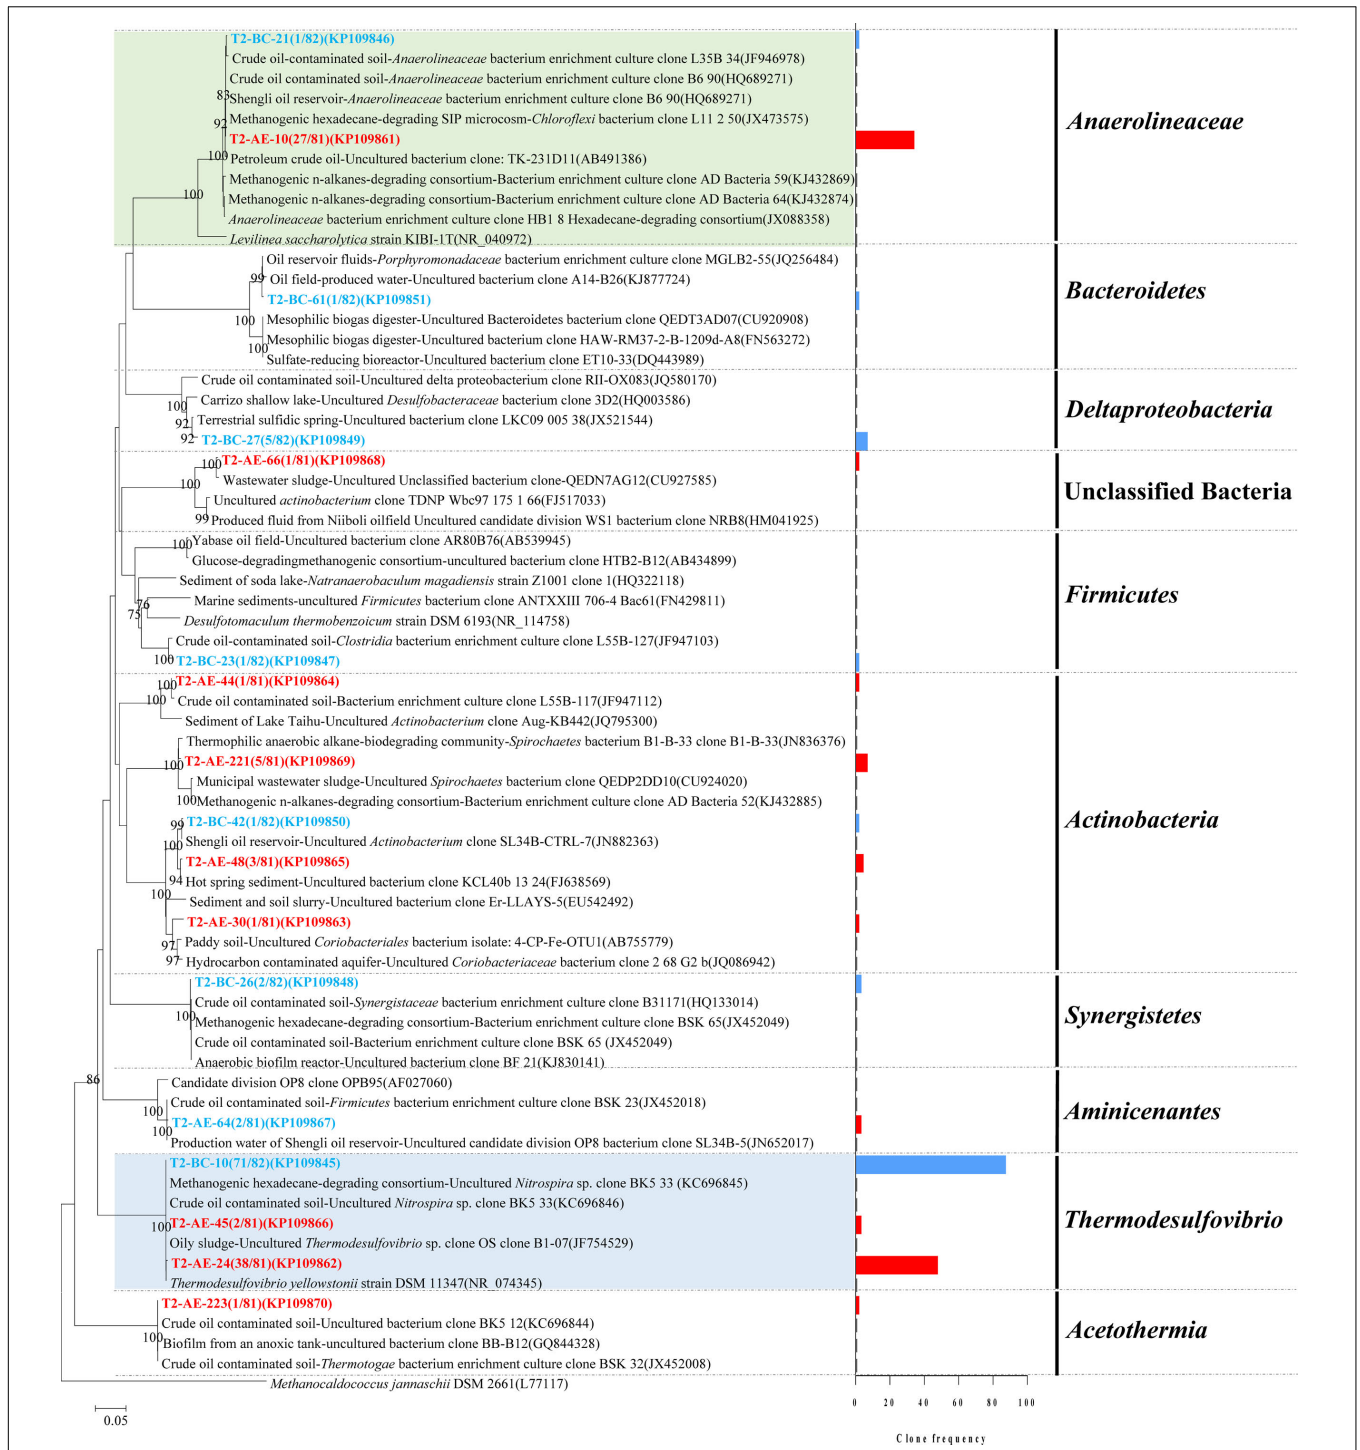 T2-BC-21(1/82)(KP109846)
Crude oil-contaminated soil-Anaerolineaceae bacterium enrichment culture clone L35B 34(JF946978)
Crude oil contaminated soil-Anaerolineaceae bacterium enrichment culture clone B6 90(HQ689271)
83
Shengli oil reservoir-Anaerolineaceae bacterium enrichment culture clone B6 90(HQ689271)
Methanogenic hexadecane-degrading SIP microcosm-Chloroflexi bacterium clone L11 2 50(JX473575)
Anaerolineaceae
92
T2-AE-10(27/81)(KP109861)
100
Petroleum crude oil-Uncultured bacterium clone: TK-231D11(AB491386)
Methanogenic n-alkanes-degrading consortium-Bacterium enrichment culture clone AD Bacteria 59(KJ432869)
100
Methanogenic n-alkanes-degrading consortium-Bacterium enrichment culture clone AD Bacteria 64(KJ432874)
Anaerolineaceae bacterium enrichment culture clone HB1 8 Hexadecane-degrading consortium(JX088358)
Levilinea saccharolytica strain KIBI-1T(NR_040972)
Oil reservoir fluids-Porphyromonadaceae bacterium enrichment culture clone MGLB2-55(JQ256484)
99
Oil field-produced water-Uncultured bacterium clone A14-B26(KJ877724)
Bacteroidetes
T2-BC-61(1/82)(KP109851)
100
Mesophilic biogas digester-Uncultured Bacteroidetes bacterium clone QEDT3AD07(CU920908)
Mesophilic biogas digester-Uncultured bacterium clone HAW-RM37-2-B-1209d-A8(FN563272)
100
Sulfate-reducing bioreactor-Uncultured bacterium clone ET10-33(DQ443989)
Crude oil contaminated soil-Uncultured delta proteobacterium clone RII-OX083(JQ580170)
Carrizo shallow lake-Uncultured Desulfobacteraceae clone 3D2(HQ003586)
100
Deltaproteobacteria
Terrestrial sulfidic spring-Uncultured bacterium clone LKC09 005 38(JX521544)
92
92
T2-BC-27(5/82)(KP109849)
T2-AE-66(1/81)(KP109868)
100
Wastewater sludge-Uncultured Unclassified bacterium clone-QEDN7AG12(CU927585)
100
Unclassified Bacteria
Uncultured actinobacterium clone TDNP Wbc97 175 1 66(FJ517033)
99
Produced fluid from Niiboli oilfield Uncultured candidate division WS1 bacterium clone NRB8(HM041925)
Yabase oil field-Uncultured bacterium clone AR80B76(AB539945)
100
Glucose-degradingmethanogenic consortium-uncultured bacterium clone HTB2-B12(AB434899)
Sediment of soda lake-Natranaerobaculum magadiensis strain Z1001 clone 1(HQ322118)
Firmicutes
76
Marine sediments-uncultured Firmicutes bacterium clone ANTXXIII 706-4 Bac61(FN429811)
75
Desulfotomaculum thermobenzoicum strain DSM 6193(NR_114758)
Crude oil-contaminated soil-Clostridia bacterium enrichment culture clone L55B-127(JF947103)
100
T2-BC-23(1/82)(KP109847)
T2-AE-44(1/81)(KP109864)
100
100
Crude oil contaminated soil-Bacterium enrichment culture clone L55B-117(JF947112)
Sediment of Lake Taihu-Uncultured Actinobacterium clone Aug-KB442(JQ795300)
Thermophilic anaerobic alkane-biodegrading community-Spirochaetes bacterium B1-B-33 clone B1-B-33(JN836376)
100
T2-AE-221(5/81)(KP109869)
Municipal wastewater sludge-Uncultured Spirochaetes bacterium clone QEDP2DD10(CU924020)
100
Methanogenic n-alkanes-degrading consortium-Bacterium enrichment culture clone AD Bacteria 52(KJ432885)
99
T2-BC-42(1/82)(KP109850)
Actinobacteria
100
Shengli oil reservoir-Uncultured Actinobacterium clone SL34B-CTRL-7(JN882363)
T2-AE-48(3/81)(KP109865)
94
Hot spring sediment-Uncultured bacterium clone KCL40b 13 24(FJ638569)
100
Sediment and soil slurry-Uncultured bacterium clone Er-LLAYS-5(EU542492)
T2-AE-30(1/81)(KP109863)
97
Paddy soil-Uncultured Coriobacteriales bacterium isolate: 4-CP-Fe-OTU1(AB755779)
97
Hydrocarbon contaminated aquifer-Uncultured Coriobacteriaceae bacterium clone 2 68 G2 b(JQ086942)
T2-BC-26(2/82)(KP109848)
Crude oil contaminated soil-Synergistaceae bacterium enrichment culture clone B31171(HQ133014)
100
Methanogenic hexadecane-degrading consortium-Bacterium enrichment culture clone BSK 65(JX452049)
Synergistetes
Crude oil contaminated soil-Bacterium enrichment culture clone BSK 65 (JX452049)
Anaerobic biofilm reactor-Uncultured bacterium clone BF 21(KJ830141)
86
Candidate division OP8 clone OPB95(AF027060)
Crude oil contaminated soil-Firmicutes bacterium enrichment culture clone BSK 23(JX452018)
100
Aminicenantes
T2-AE-64(2/81)(KP109867)
100
Production water of Shengli oil reservoir-Uncultured candidate division OP8 bacterium clone SL34B-5(JN652017)
T2-BC-10(71/82)(KP109845)
Methanogenic hexadecane-degrading consortium-Uncultured Nitrospira sp. clone BK5 33 (KC696845)
Crude oil contaminated soil-Uncultured Nitrospira sp. clone BK5 33(KC696846)
100
T2-AE-45(2/81)(KP109866)
Thermodesulfovibrio
Oily sludge-Uncultured Thermodesulfovibrio sp. clone OS clone B1-07(JF754529)
T2-AE-24(38/81)(KP109862)
Thermodesulfovibrio yellowstonii strain DSM 11347(NR_074345)
T2-AE-223(1/81)(KP109870)
Crude oil contaminated soil-Uncultured bacterium clone BK5 12(KC696844)
100
Biofilm from an anoxic tank-uncultured bacterium clone BB-B12(GQ844328)
Acetothermia
Crude oil contaminated soil-Thermotogae bacterium enrichment culture clone BSK 32(JX452008)
Methanocaldococcus jannaschii DSM 2661(L77117)
0 20 40 60 80 100
0.05
Clone frequency